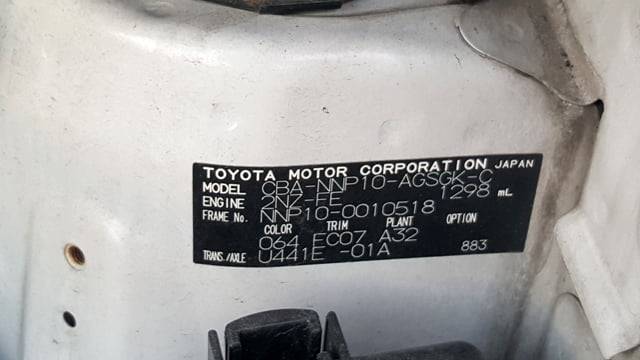 TOYOTA MOTOR CORPORATION JAPAN
MODEL CBA-NNP10-AGSGK-C
ENGINE 2NZ-FE 1298 mL
FRAME No. NNP10-0010518
COLOR TRIM PLANT OPTION
064 EC07 A32
TRANS./AXLE U441E -01A 883